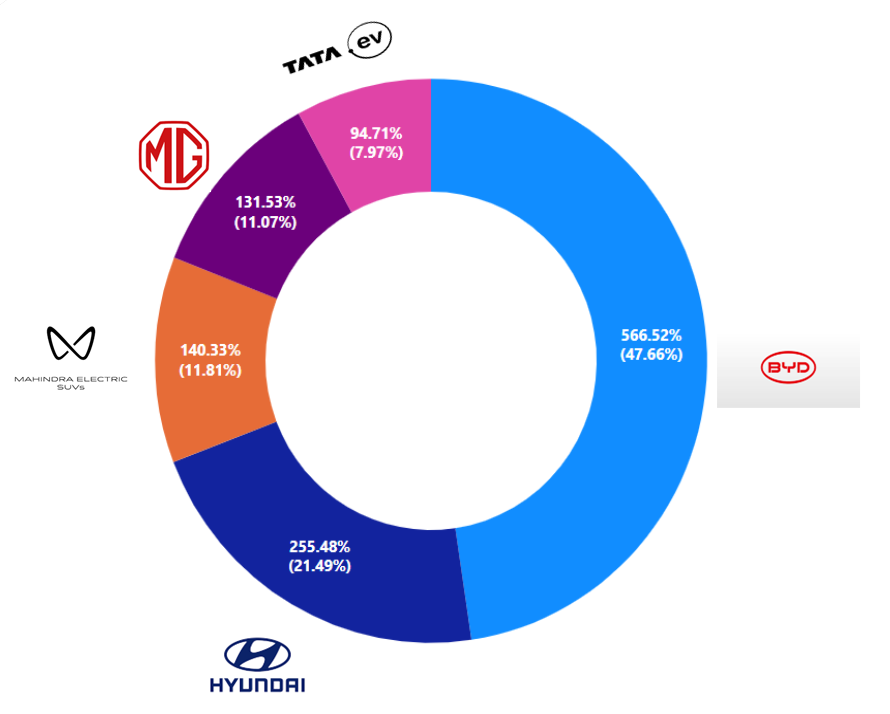 TATA .ev
94.71%
(7.97%)
MG
131.53%
(11.07%)
566.52%
(47.66%)
BYD
140.33%
(11.81%)
MAHINDRA ELECTRIC
SUVs
255.48%
(21.49%)
HYUNDAI